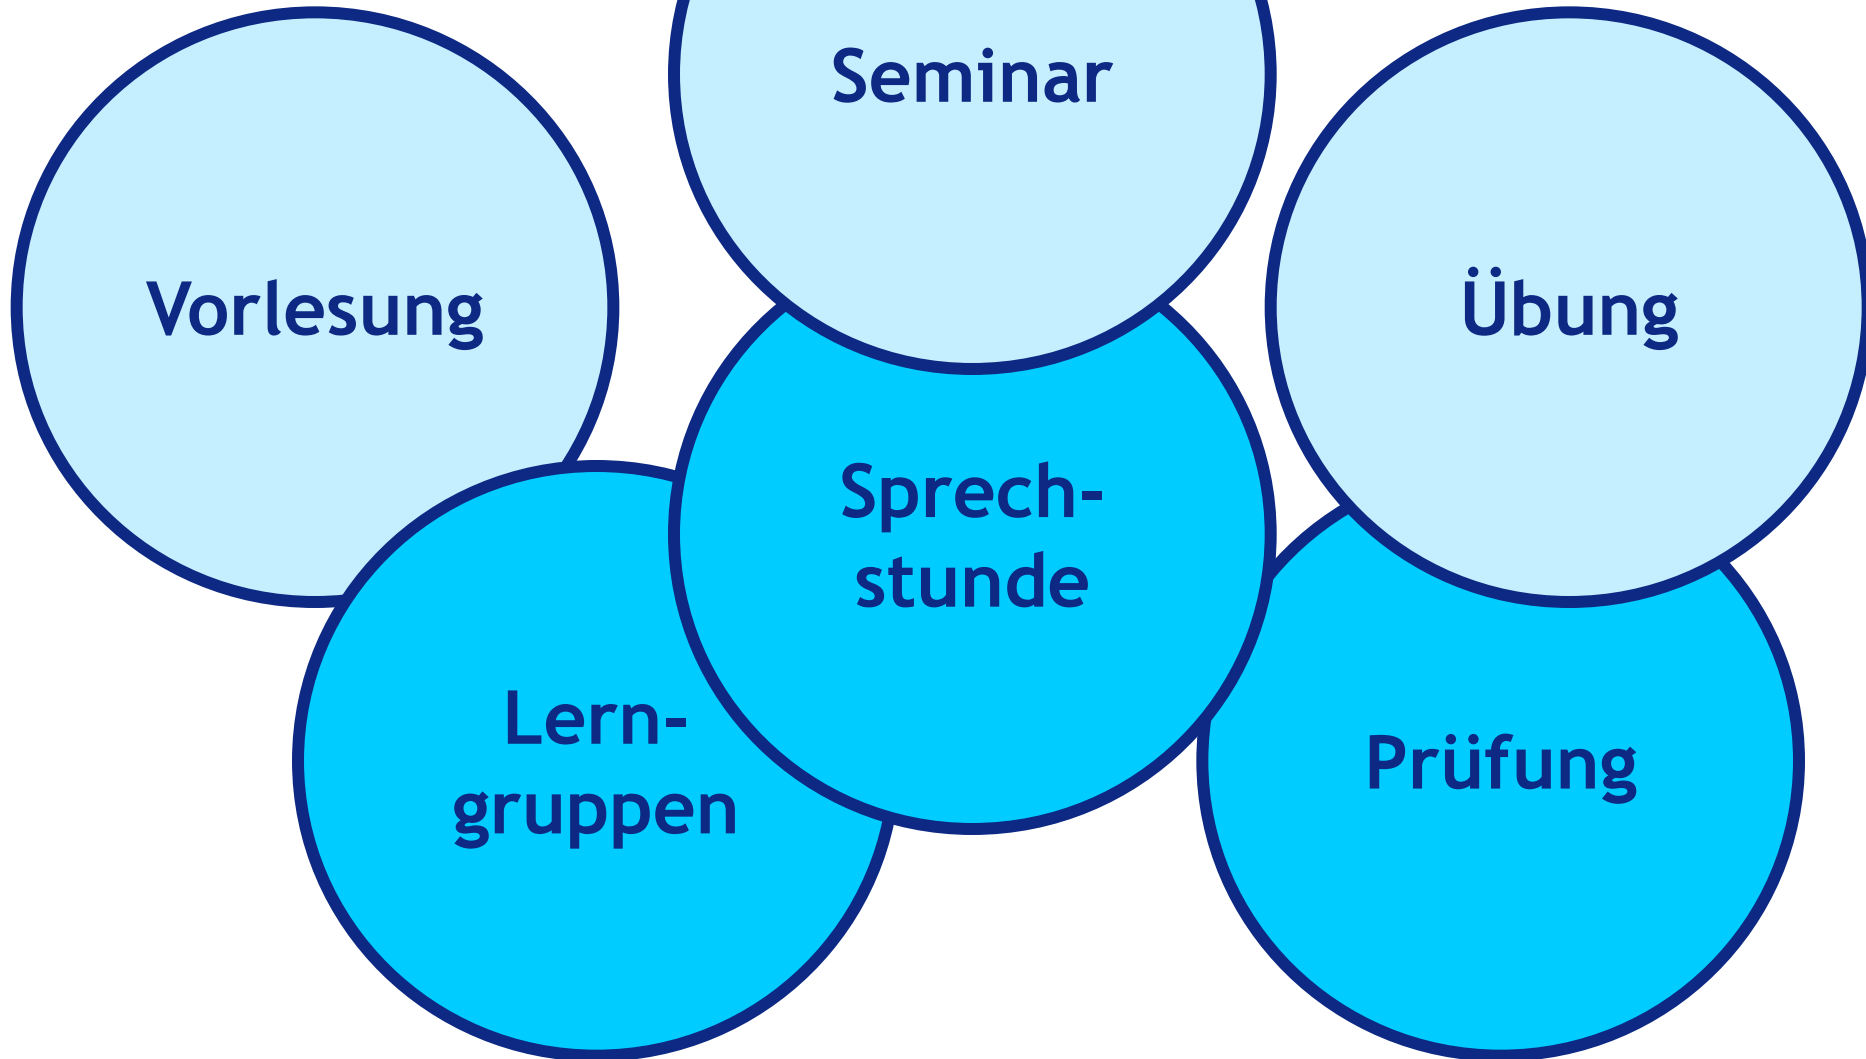 Seminar
Vorlesung
Übung
Sprech-
stunde
Lern-
gruppen
Prüfung